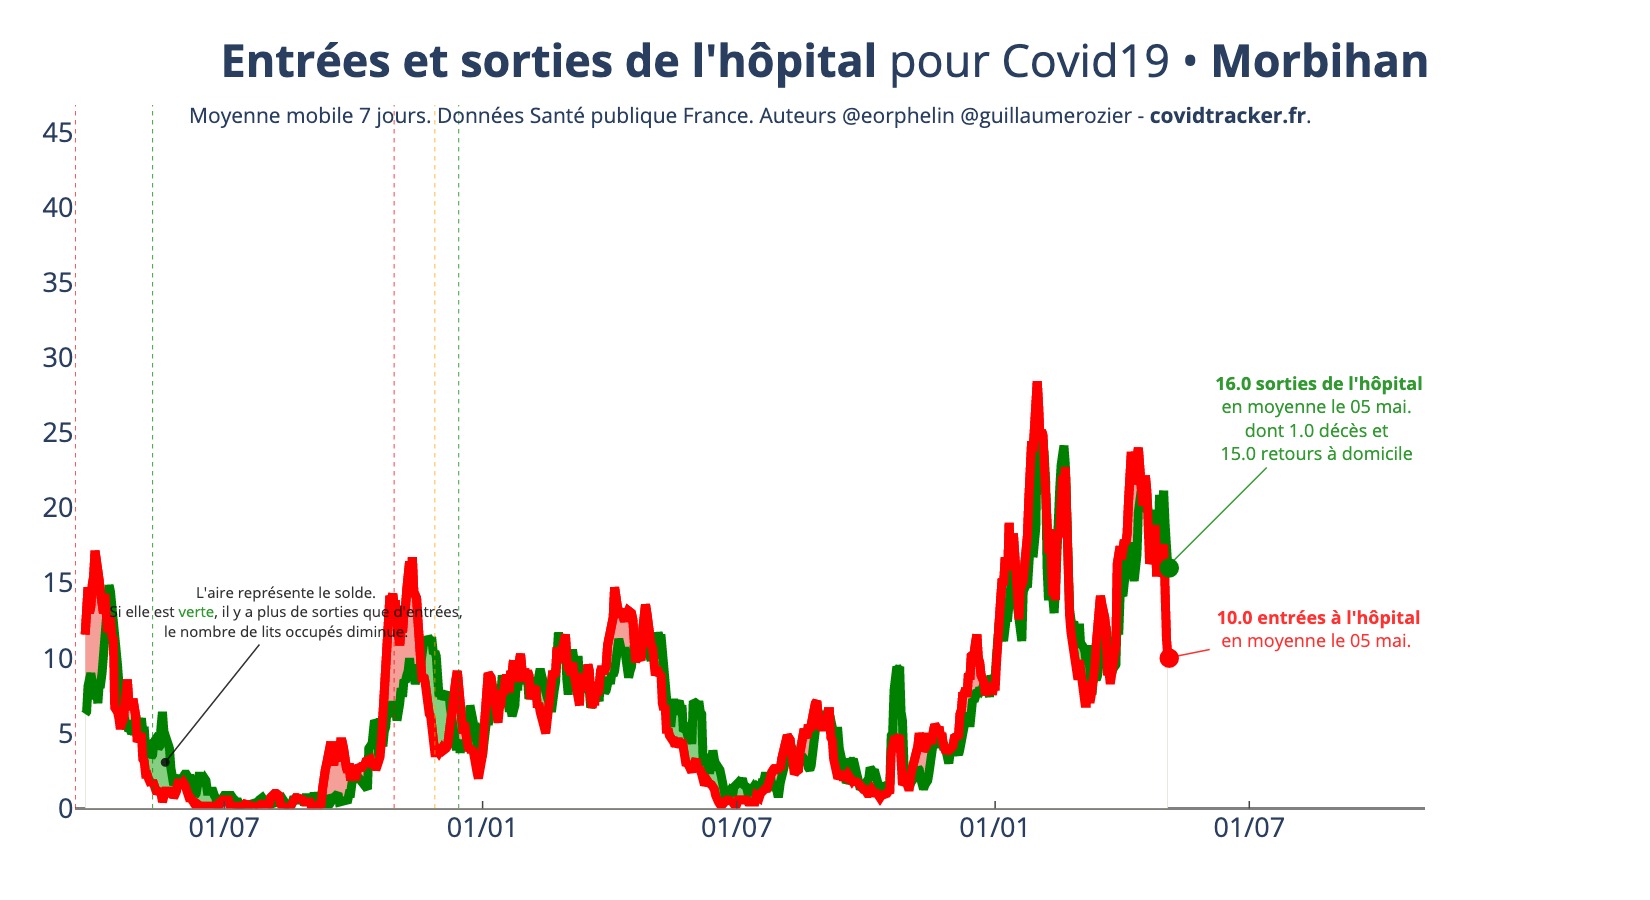 Entrées et sorties de l'hôpital pour Covid19 • Morbihan
Moyenne mobile 7 jours. Données Santé publique France. Auteurs @eorphelin @guillaumerozier - covidtracker.fr.
45
40
35
30
25
20
15
10
5
0
16.0 sorties de l'hôpital
en moyenne le 05 mai.
dont 1.0 décès et
15.0 retours à domicile
L'aire représente le solde.
Si elle est verte, il y a plus de sorties que d'entrées,
le nombre de lits occupés diminue.
10.0 entrées à l'hôpital
en moyenne le 05 mai.
01/07
01/01
01/07
01/01
01/07